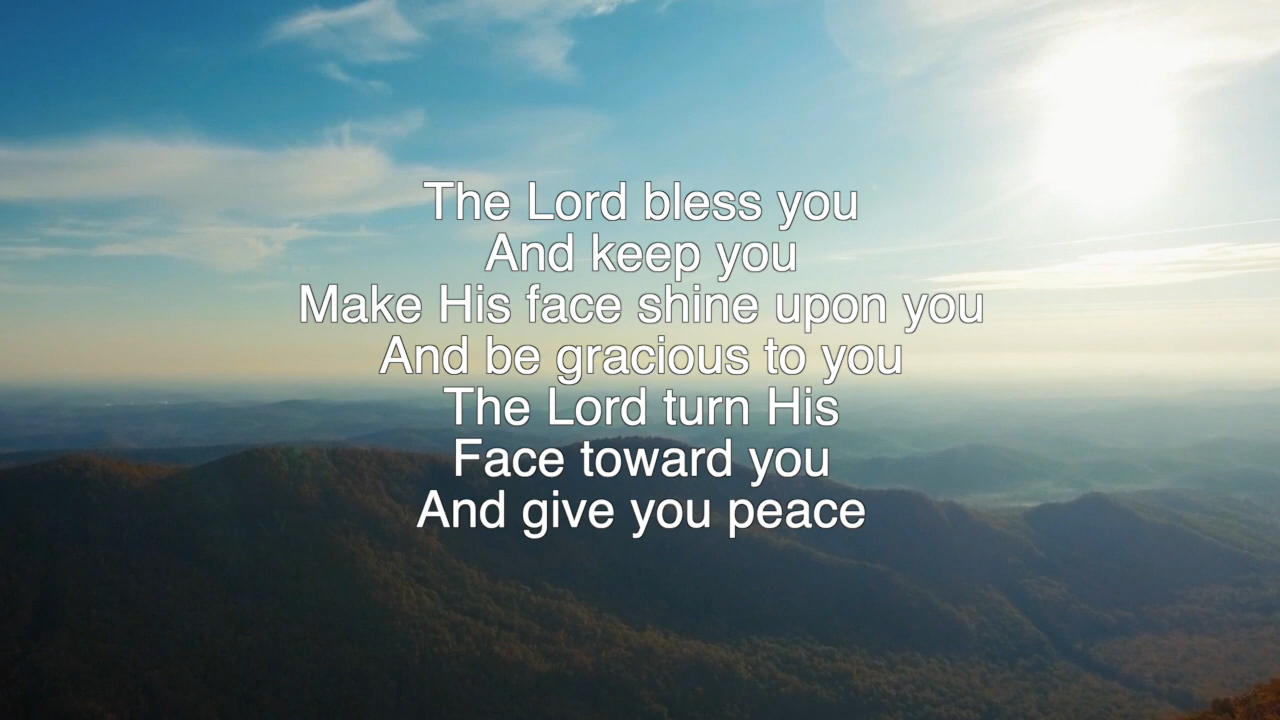 The Lord bless you
And keep you
Make His face shine upon you
And be gracious to you
The Lord turn His
Face toward you
And give you peace